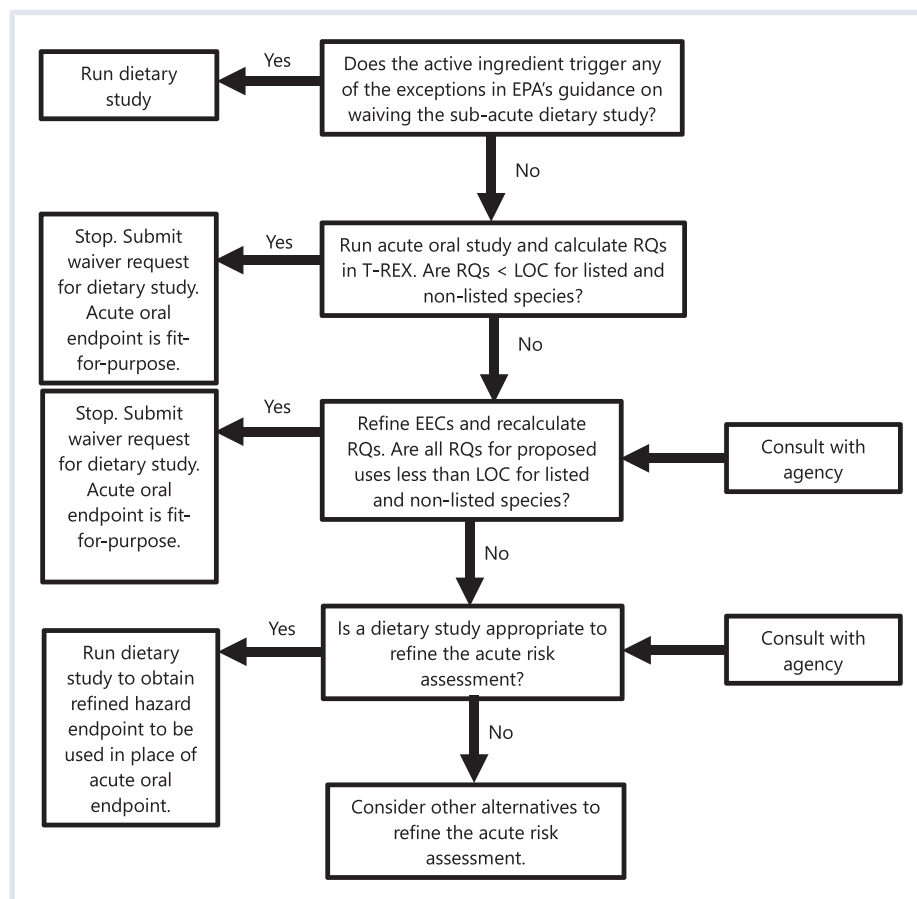 Run dietary
study
Yes
Does the active ingredient trigger any
of the exceptions in EPA's guidance on
waiving the sub-acute dietary study?
No
Stop. Submit
waiver request
for dietary study.
Acute oral
endpoint is fit-
for-purpose.
Yes
Run acute oral study and calculate RQs
in T-REX. Are RQs < LOC for listed and
non-listed species?
No
Stop. Submit
waiver request
for dietary study.
Acute oral
endpoint is fit-
for-purpose.
Yes
Refine EECs and recalculate
RQs. Are all RQs for proposed
uses less than LOC for listed
and non-listed species?
Consult with
agency
No
Run dietary
study to obtain
refined hazard
endpoint to be
used in place of
acute oral
endpoint.
Yes
Is a dietary study appropriate to
refine the acute risk
assessment?
Consult with
agency
No
Consider other alternatives to
refine the acute risk
assessment.